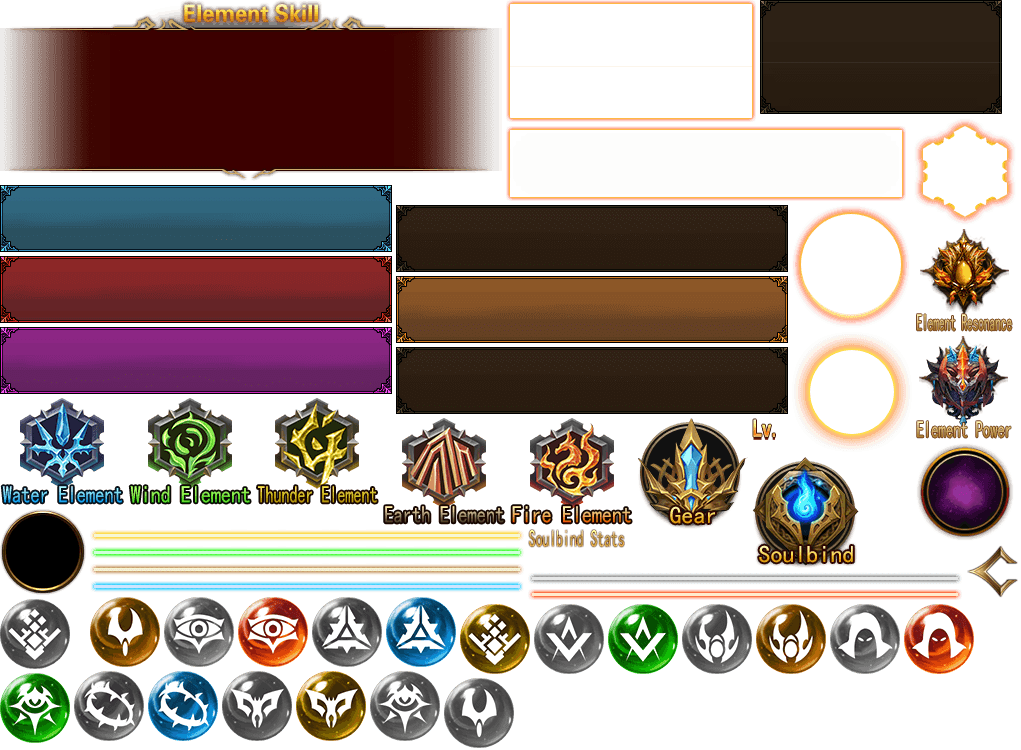 Element Skill
Element Resonance
Element Power
Lv.
Water Element
Wind Element
Thunder Element
Earth Element
Fire Element
Gear
Soulbind Stats
Soulbind